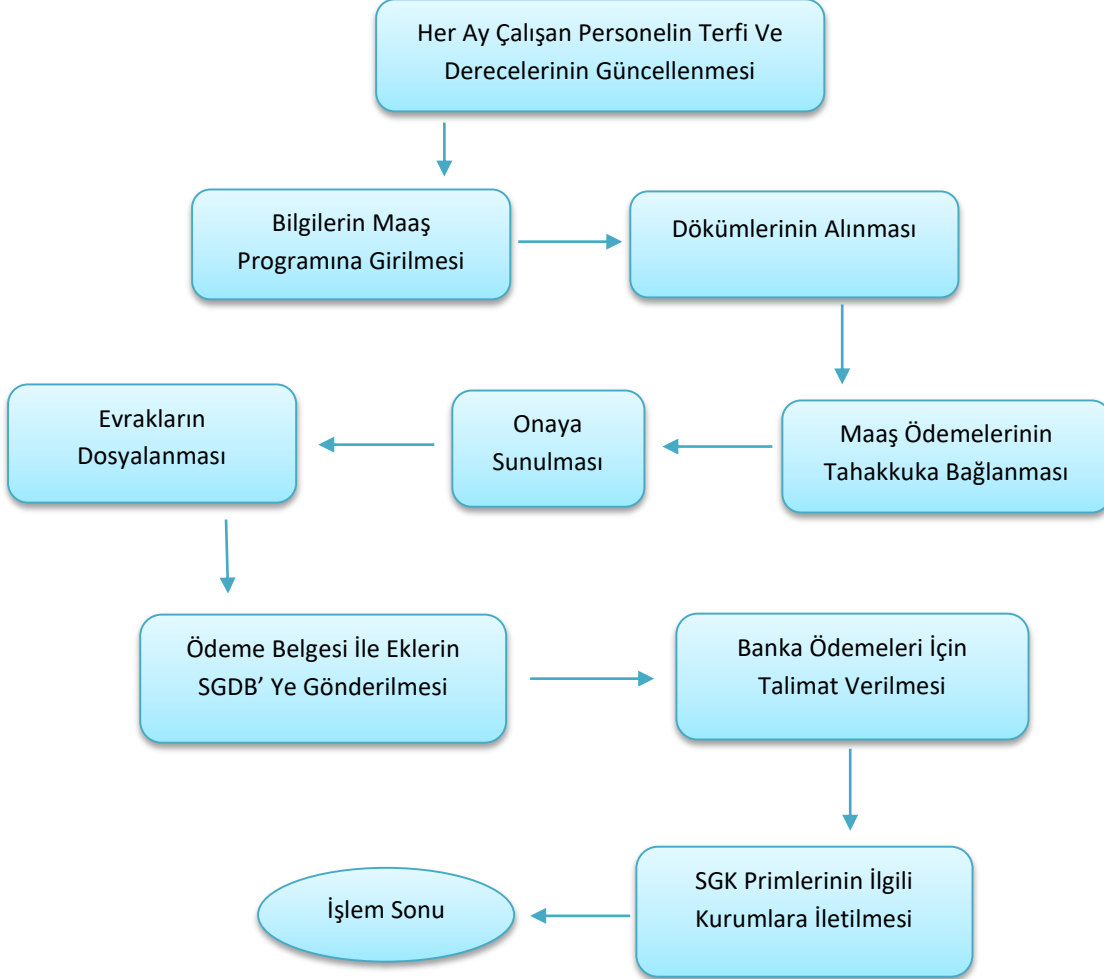 Her Ay Çalışan Personelin Terfi Ve
Derecelerinin Güncellenmesi
Bilgilerin Maaş
Programına Girilmesi
Dökümlerinin Alınması
Maaş Ödemelerinin
Tahakkuka Bağlanması
Onaya
Sunulması
Evrakların
Dosyalanması
Ödeme Belgesi İle Eklerin
SGDB’ Ye Gönderilmesi
Banka Ödemeleri İçin
Talimat Verilmesi
SGK Primlerinin İlgili
Kurumlara İletilmesi
İşlem Sonu